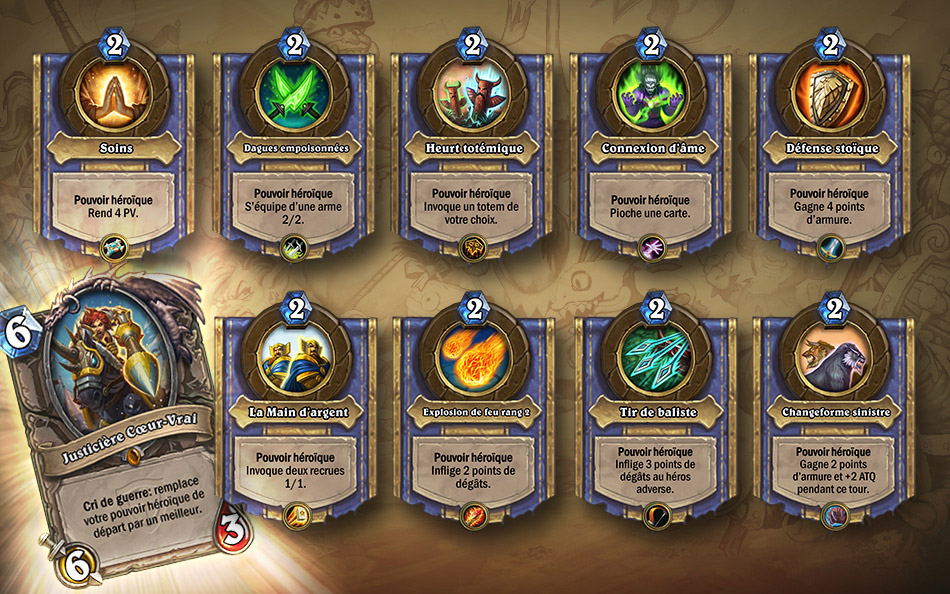 2
Soins
Pouvoir héroïque
Rend 4 PV.
2
Dagues empoisonnées
Pouvoir héroïque
S'équipe d'une arme
2/2.
2
Heurt totémique
Pouvoir héroïque
Invoque un totem de
votre choix.
2
Connexion d'âme
Pouvoir héroïque
Pioche une carte.
2
Défense stoïque
Pouvoir héroïque
Gagne 4 points
d'armure.
6
Justicière Cœur-Vrai
Cri de guerre: remplace
votre pouvoir héroïque de
départ par un meilleur.
6
3
2
La Main d'argent
Pouvoir héroïque
Invoque deux recrues
1/1.
2
Explosion de feu rang 2
Pouvoir héroïque
Inflige 2 points de
dégâts.
2
Tir de baliste
Pouvoir héroïque
Inflige 3 points de
dégâts au héros
adverse.
2
Changeforme sinistre
Pouvoir héroïque
Gagne 2 points
d'armure et +2 ATQ
pendant ce tour.